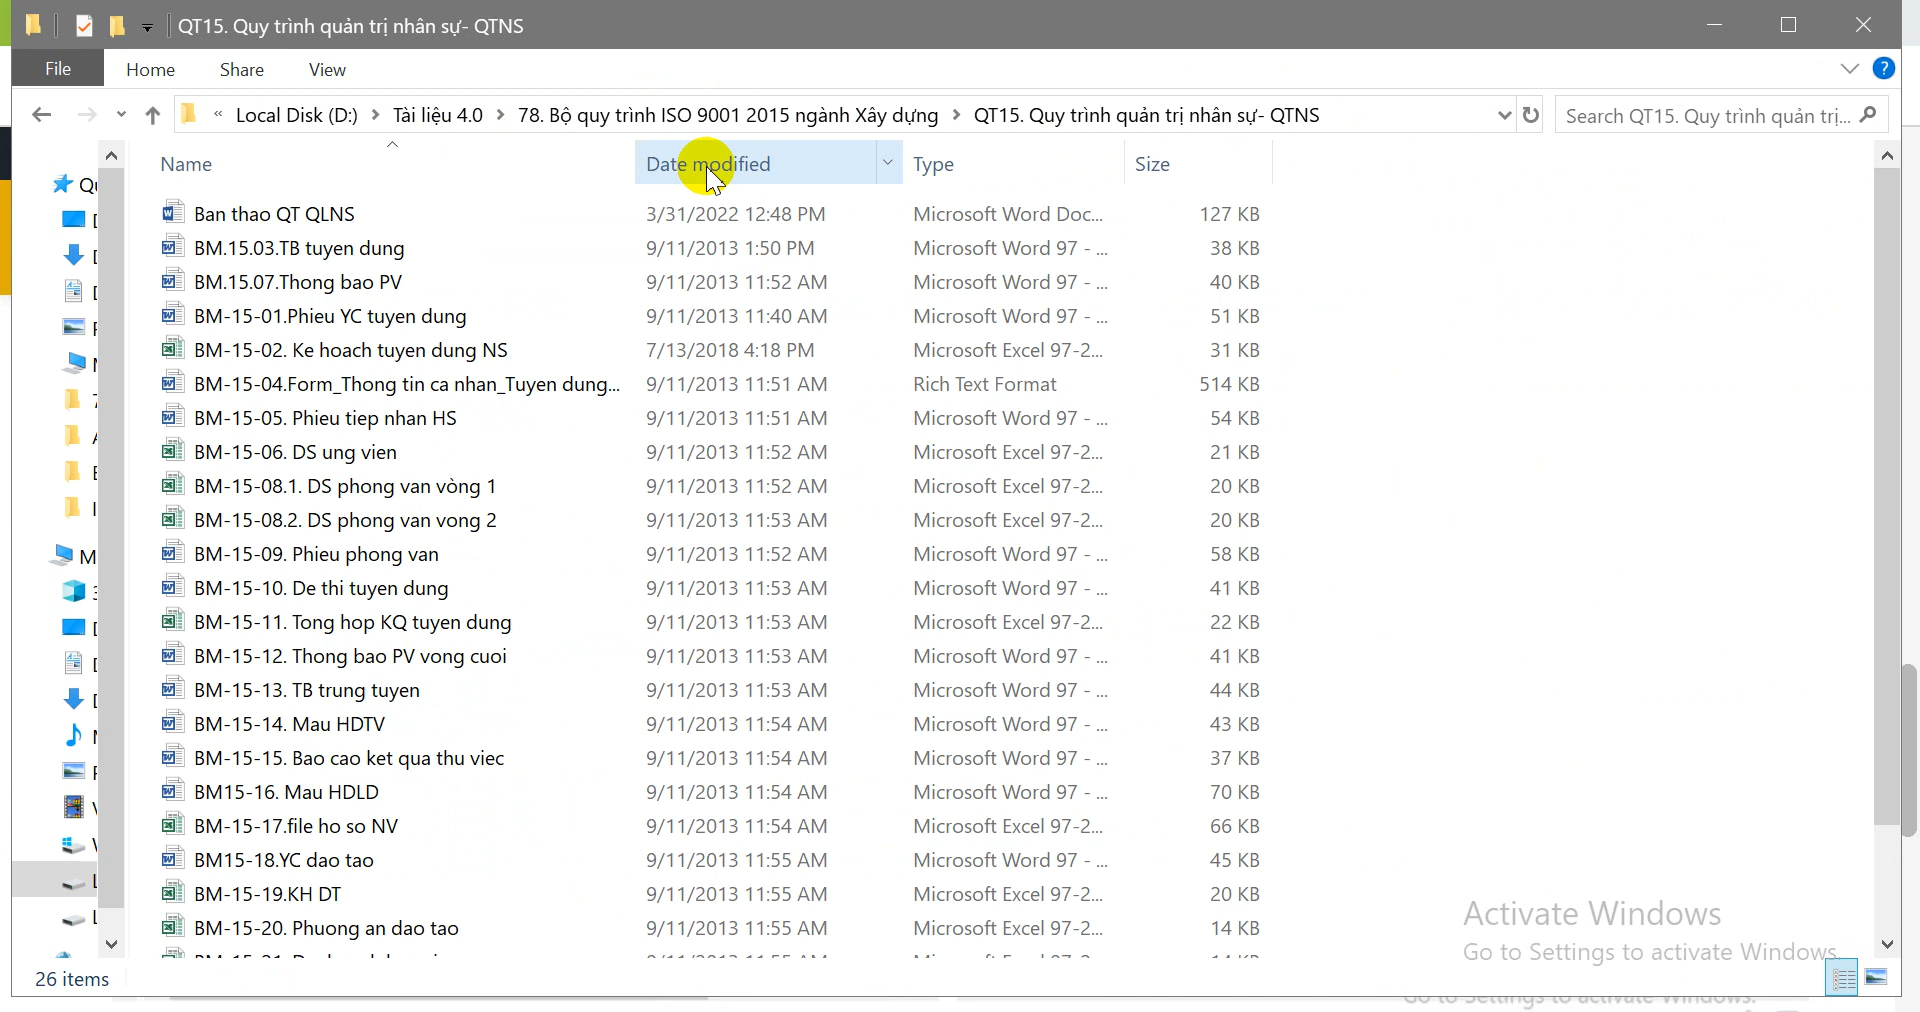 QT15. Quy trình quản trị nhân sự- QTNS
File Home Share View
« Local Disk (D:) > Tài liệu 4.0 > 78. Bộ quy trình ISO 9001 2015 ngành Xây dựng > QT15. Quy trình quản trị nhân sự- QTNS
Search QT15. Quy trình quản trị...
Name Date modified Type Size
Ban thao QT QLNS 3/31/2022 12:48 PM Microsoft Word Doc... 127 KB
BM.15.03.TB tuyen dung 9/11/2013 1:50 PM Microsoft Word 97 - ... 38 KB
BM.15.07.Thong bao PV 9/11/2013 11:52 AM Microsoft Word 97 - ... 40 KB
BM-15-01.Phieu YC tuyen dung 9/11/2013 11:40 AM Microsoft Word 97 - ... 51 KB
BM-15-02. Ke hoach tuyen dung NS 7/13/2018 4:18 PM Microsoft Excel 97-2... 31 KB
BM-15-04.Form_Thong tin ca nhan_Tuyen dung... 9/11/2013 11:51 AM Rich Text Format 514 KB
BM-15-05. Phieu tiep nhan HS 9/11/2013 11:51 AM Microsoft Word 97 - ... 54 KB
BM-15-06. DS ung vien 9/11/2013 11:52 AM Microsoft Excel 97-2... 21 KB
BM-15-08.1. DS phong van vòng 1 9/11/2013 11:52 AM Microsoft Excel 97-2... 20 KB
BM-15-08.2. DS phong van vong 2 9/11/2013 11:53 AM Microsoft Excel 97-2... 20 KB
BM-15-09. Phieu phong van 9/11/2013 11:52 AM Microsoft Word 97 - ... 58 KB
BM-15-10. De thi tuyen dung 9/11/2013 11:53 AM Microsoft Word 97 - ... 41 KB
BM-15-11. Tong hop KQ tuyen dung 9/11/2013 11:53 AM Microsoft Excel 97-2... 22 KB
BM-15-12. Thong bao PV vong cuoi 9/11/2013 11:53 AM Microsoft Word 97 - ... 41 KB
BM-15-13. TB trung tuyen 9/11/2013 11:53 AM Microsoft Word 97 - ... 44 KB
BM-15-14. Mau HDTV 9/11/2013 11:54 AM Microsoft Word 97 - ... 43 KB
BM-15-15. Bao cao ket qua thu viec 9/11/2013 11:54 AM Microsoft Word 97 - ... 37 KB
BM15-16. Mau HDLD 9/11/2013 11:54 AM Microsoft Word 97 - ... 70 KB
BM-15-17.file ho so NV 9/11/2013 11:54 AM Microsoft Excel 97-2... 66 KB
BM15-18.YC dao tao 9/11/2013 11:55 AM Microsoft Word 97 - ... 45 KB
BM-15-19.KH DT 9/11/2013 11:55 AM Microsoft Excel 97-2... 20 KB
BM-15-20. Phuong an dao tao 9/11/2013 11:55 AM Microsoft Excel 97-2... 14 KB
Activate Windows
Go to Settings to activate Windows.
26 items